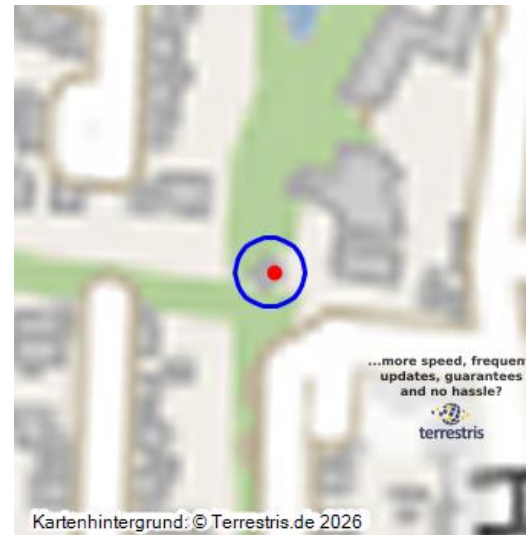 ...more speed, frequen
updates, guarantees
and no hassle?
terrestris
Kartenhintergrund: © Terrestris.de 2026